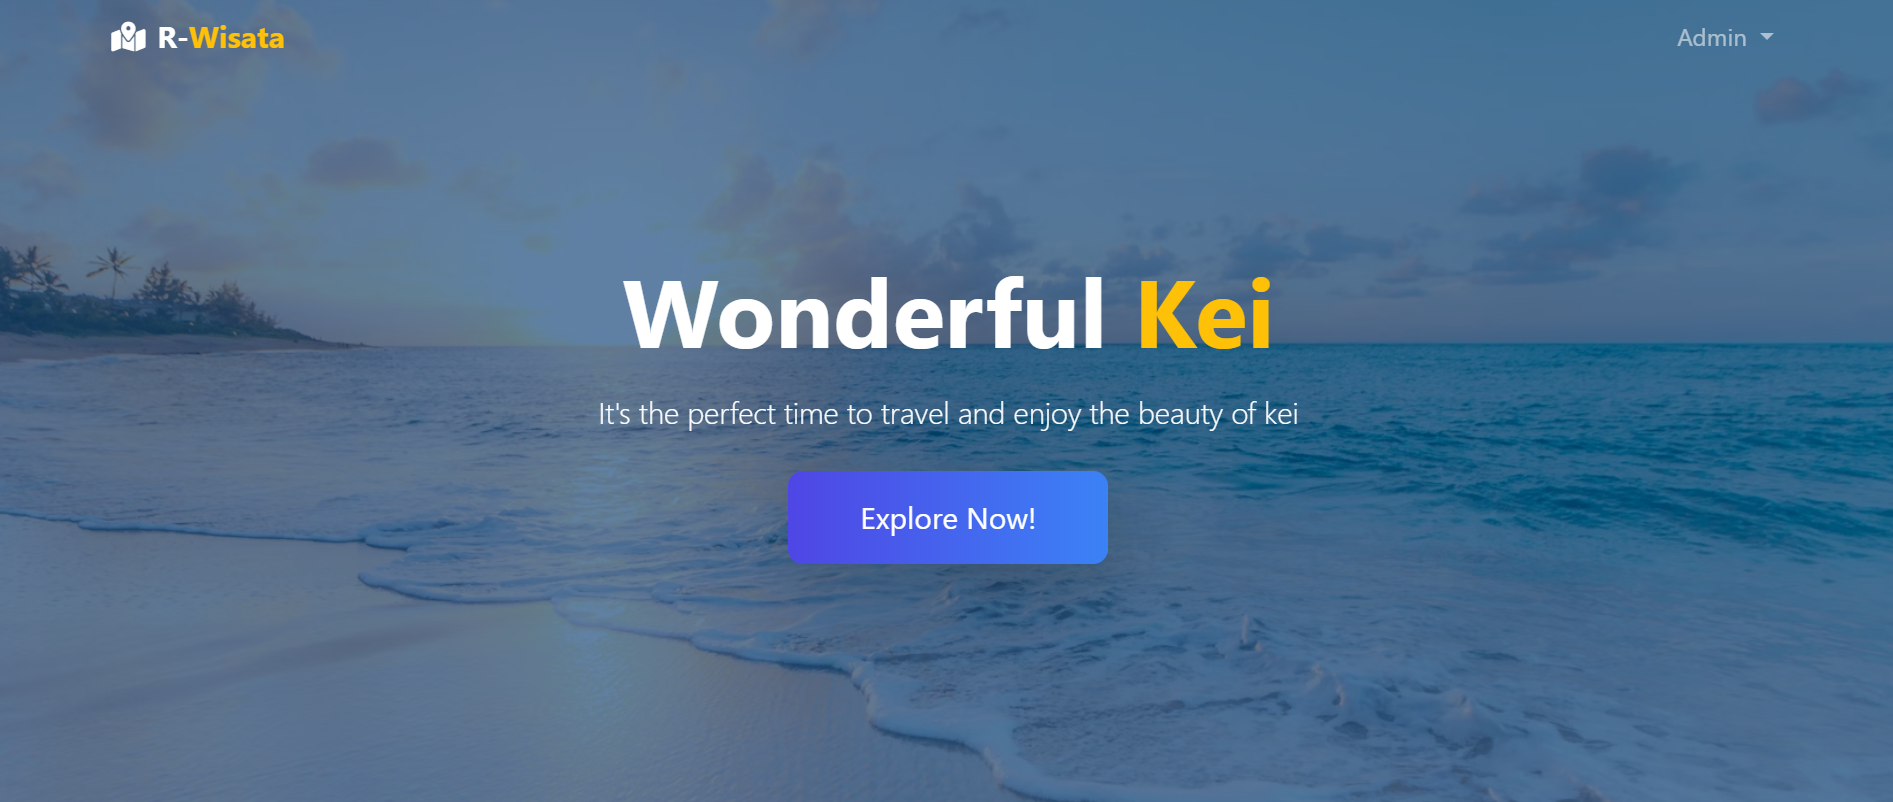 R-Wisata
Admin
Wonderful Kei
It's the perfect time to travel and enjoy the beauty of kei
Explore Now!